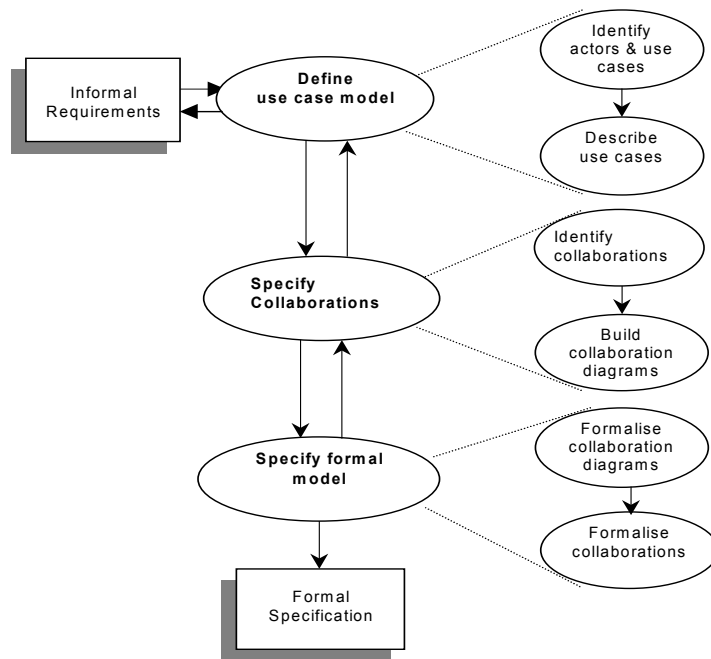 Informal
Requirements
Define
use case model
Identify
actors & use
cases
Describe
use cases
Specify
Collaborations
Identify
collaborations
Build
collaboration
diagrams
Specify formal
model
Formalise
collaboration
diagrams
Formalise
collaborations
Formal
Specification